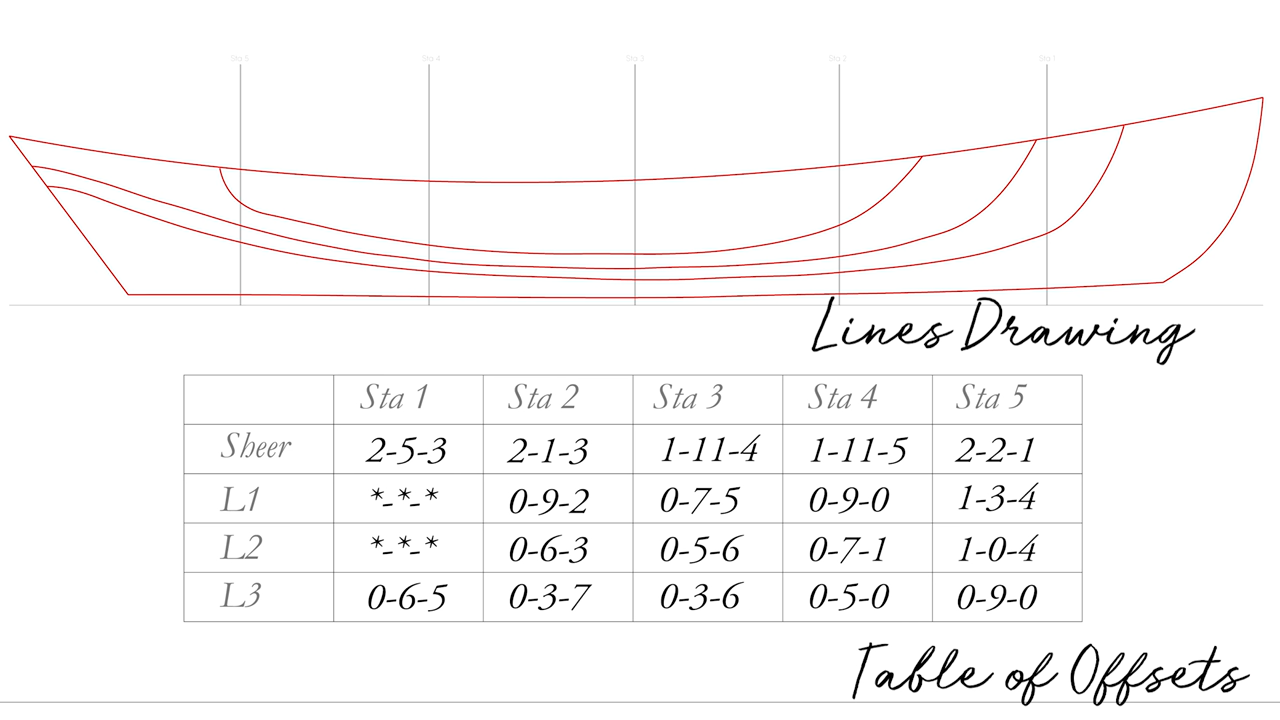 Sta 5 Sta 4 Sta 3 Sta 2 Sta 1
Lines Drawing
Sta 1 Sta 2 Sta 3 Sta 4 Sta 5
Sheer 2-5-3 2-1-3 1-11-4 1-11-5 2-2-1
L1 *-*-* 0-9-2 0-7-5 0-9-0 1-3-4
L2 *-*-* 0-6-3 0-5-6 0-7-1 1-0-4
L3 0-6-5 0-3-7 0-3-6 0-5-0 0-9-0
Table of Offsets